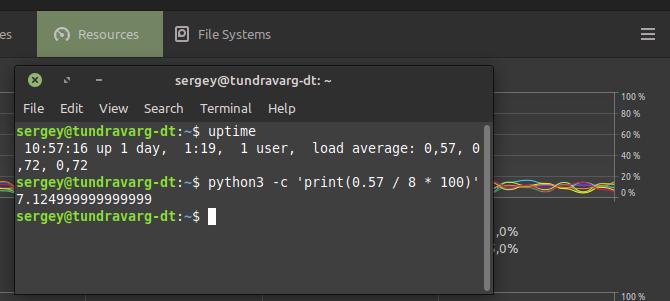 es
Resources
File Systems
sergey@tundravarg-dt: ~
File Edit View Search Terminal Help
sergey@tundravarg-dt:~$ uptime
10:57:16 up 1 day,  1:19,  1 user,  load average: 0,57, 0
,72, 0,72
sergey@tundravarg-dt:~$ python3 -c 'print(0.57 / 8 * 100)'
7.124999999999999
sergey@tundravarg-dt:~$
100 %
80 %
60 %
40 %
20 %
0 %
,0%
,0%
100 %